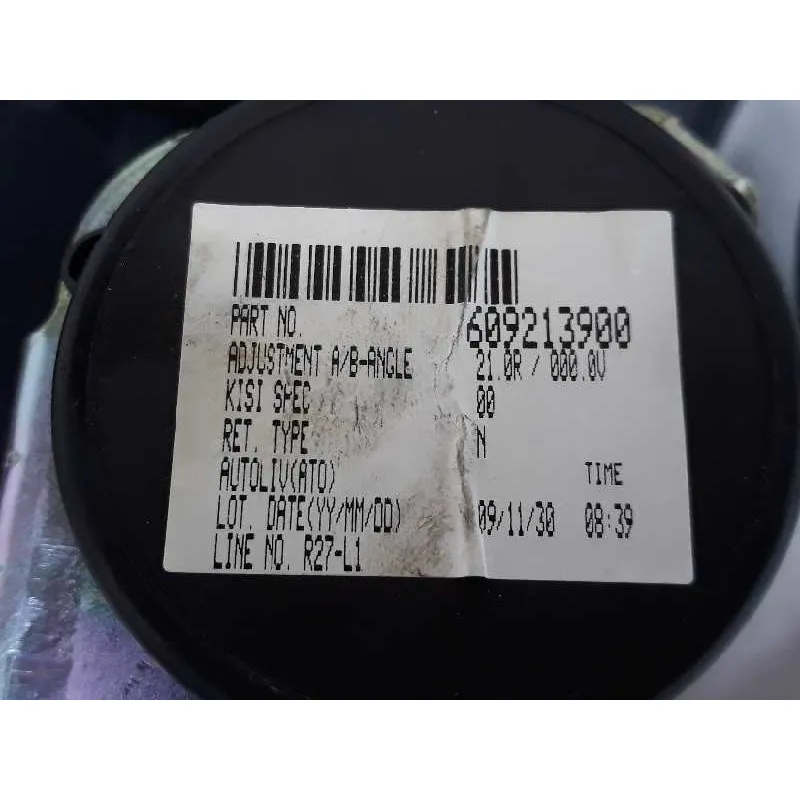 PART NO. 609213900
ADJUSTMENT A/B-ANGLE 21.0R / 000.0V
KISI SPEC 00
RET. TYPE N
AUTOLIV(ATO) TIME
LOT. DATE(YY/MM/DD) 09/11/30 08:39
LINE NO. R27-L1